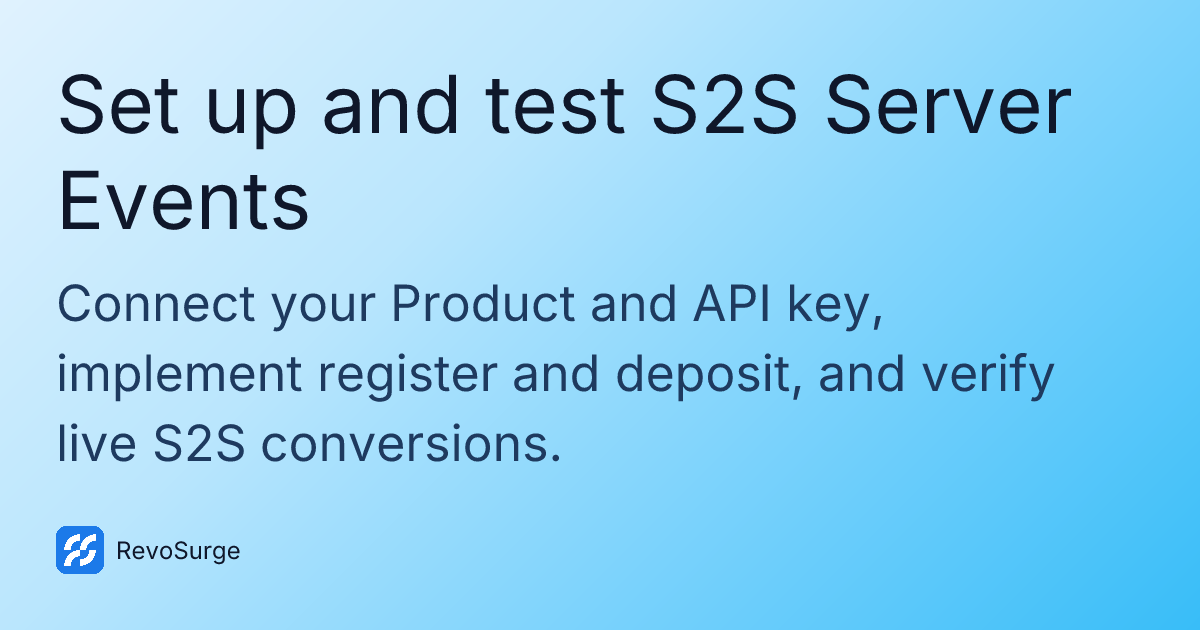 Set up and test S2S Server
Events
Connect your Product and API key,
implement register and deposit, and verify
live S2S conversions.
RevoSurge